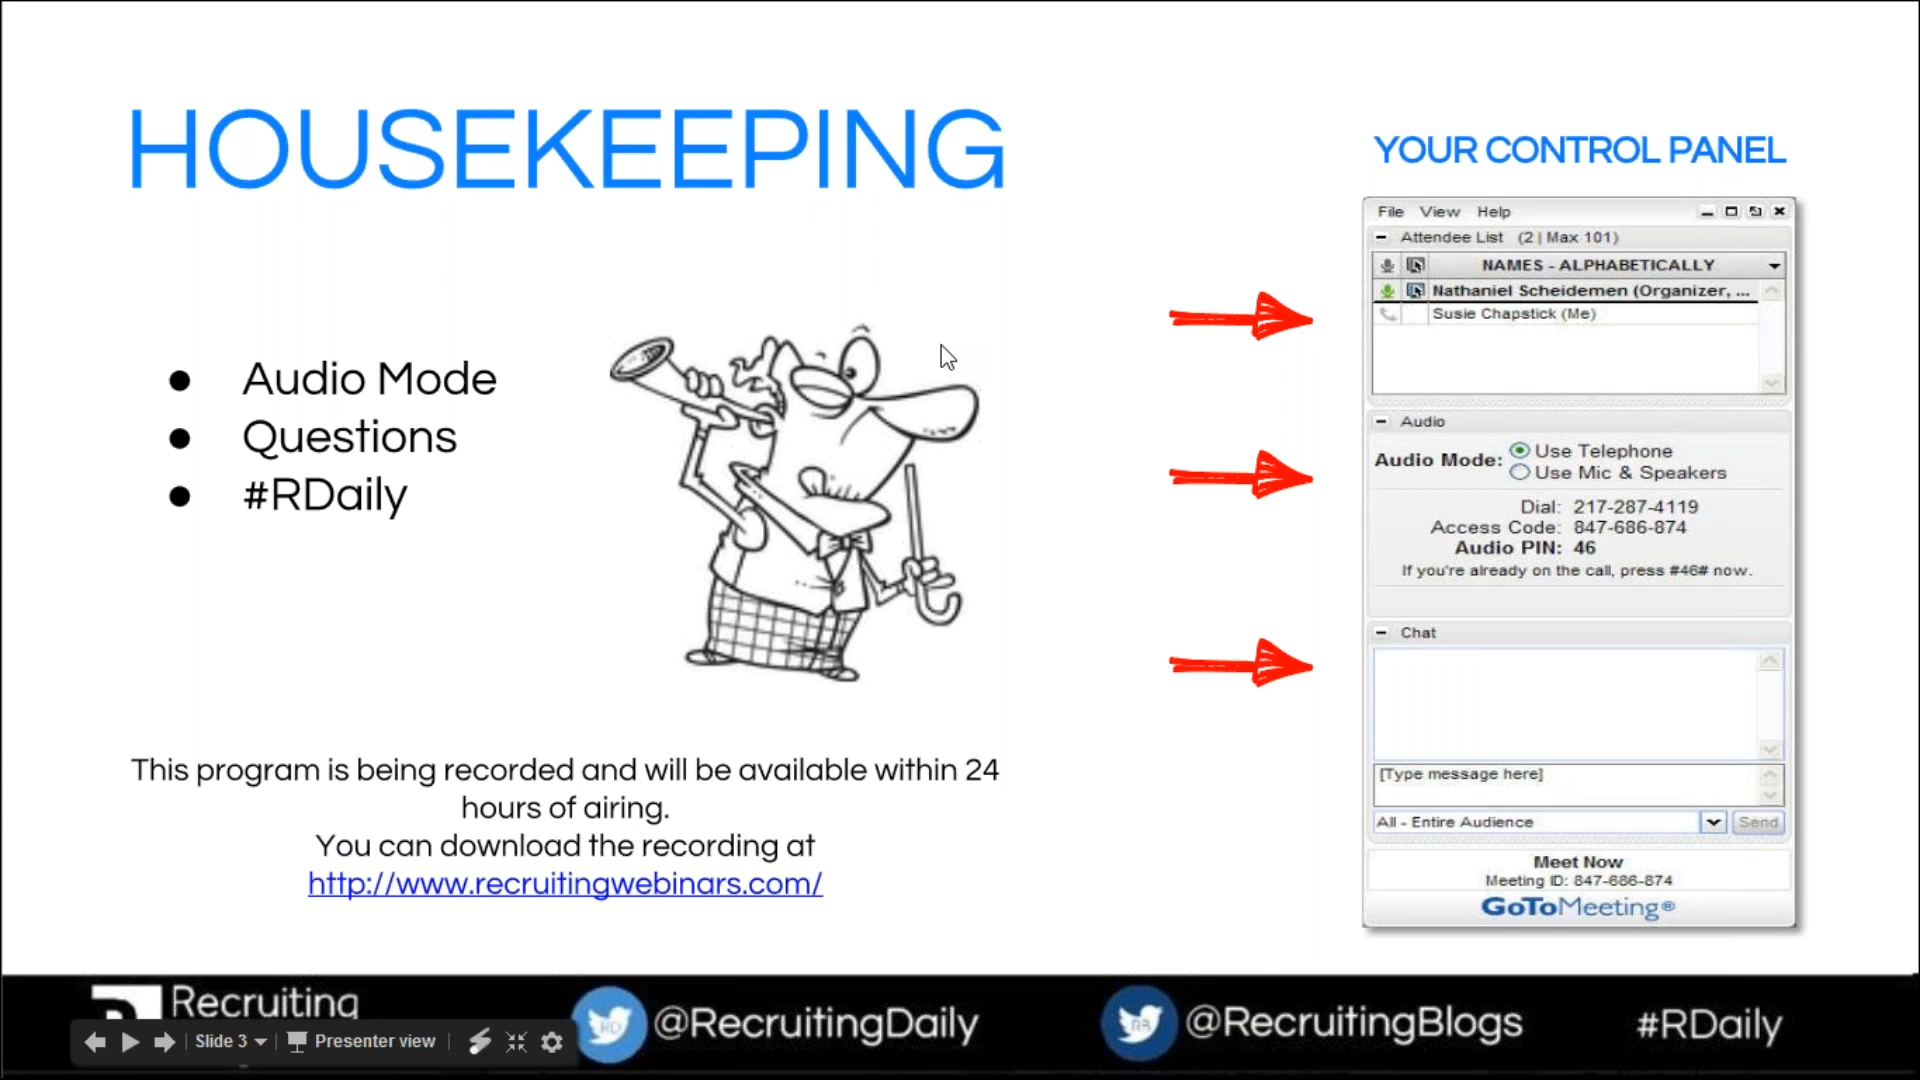 HOUSEKEEPING
● Audio Mode
● Questions
● #RDaily
This program is being recorded and will be available within 24
hours of airing.
You can download the recording at
http://www.recruitingwebinars.com/
YOUR CONTROL PANEL
File View Help
Attendee List (2 | Max 101)
NAMES - ALPHABETICALLY
Nathaniel Scheidemen (Organizer, ...
Susie Chapstick (Me)
Audio
Audio Mode: Use Telephone
Use Mic & Speakers
Dial: 217-287-4119
Access Code: 847-686-874
Audio PIN: 46
If you're already on the call, press #46# now.
Chat
[Type message here]
All - Entire Audience
Send
Meet Now
Meeting ID: 847-686-874
GoToMeeting®
Recruiting
@RecruitingDaily
@RecruitingBlogs
#RDaily
Slide 3
Presenter view